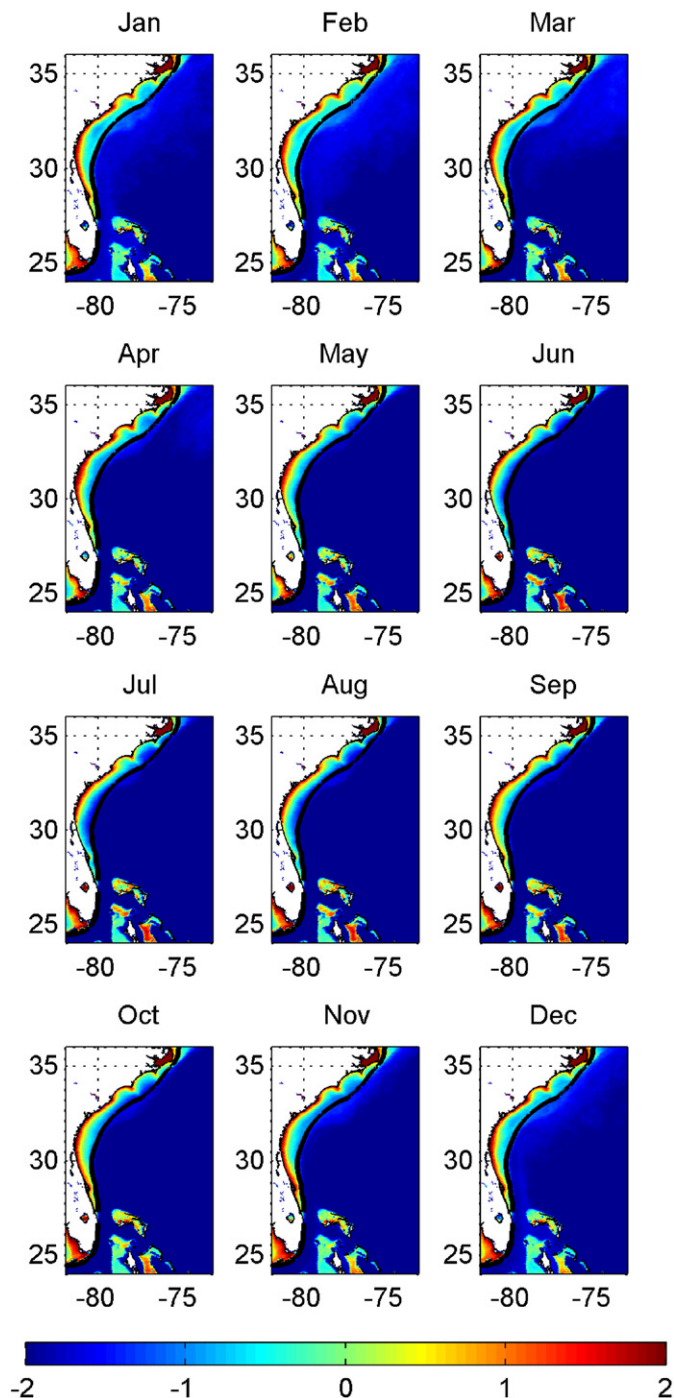 Jan Feb Mar
35 35 35
30 30 30
25 25 25
-80 -75 -80 -75 -80 -75
Apr May Jun
35 35 35
30 30 30
25 25 25
-80 -75 -80 -75 -80 -75
Jul Aug Sep
35 35 35
30 30 30
25 25 25
-80 -75 -80 -75 -80 -75
Oct Nov Dec
35 35 35
30 30 30
25 25 25
-80 -75 -80 -75 -80 -75
-2 -1 0 1 2